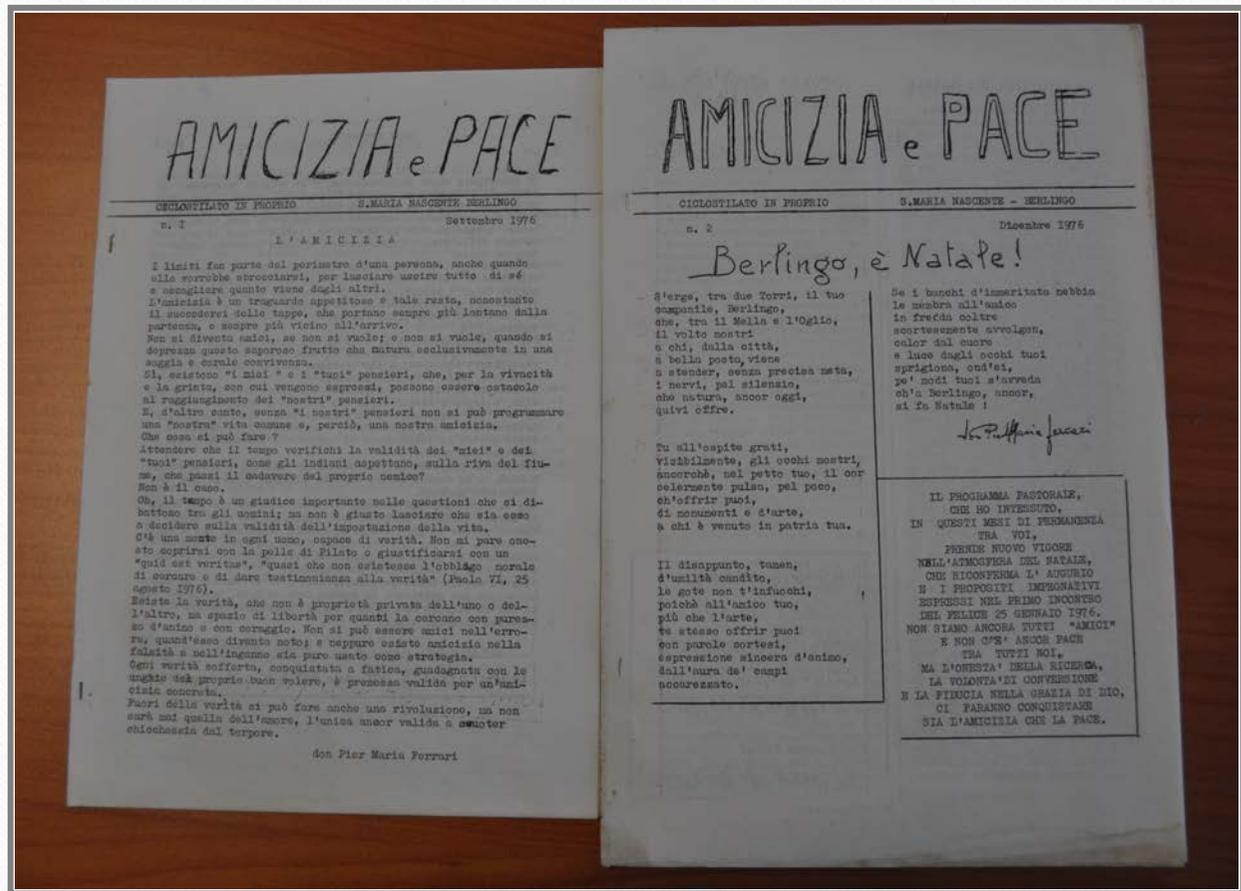 AMICIZIA e PACE
CICLOSTILATO IN PROPRIO S.MARIA NASCENTE BERLINGO
n. I Settembre 1976
L'AMICIZIA
I limiti fan parte del perimetro d'una persona, anche quando
ella vorrebbe sbrocciarsi, per lasciare uscire tutto di sé
e accogliere quanto viene dagli altri.
L'amicizia è un traguardo appetitoso e tale resta, nonostante
il succedersi delle tappe, che portano sempre più lontano dalla
partenza, e sempre più vicino all'arrivo.
Non si diventa amici, se non si vuole; e non si vuole, quando si
deprezza questo saporoso frutto che matura esclusivamente in una
saggia e corale convivenza.
Sì, esistono "i miei" e i "tuoi" pensieri, che, per la vivacità
e la grinta, con cui vengono espressi, possono essere ostacolo
al raggiungimento dei "nostri" pensieri.
E, d'altro canto, senza "i nostri" pensieri non si può programmare
una "nostra" vita comune e, perciò, una nostra amicizia.
Che cosa si può fare ?
Attendere che il tempo verifichi la validità dei "miei" e dei
"tuoi" pensieri, come gli indiani aspettano, sulla riva del fiu-
me, che passi il cadavere del proprio nemico?
Non è il caso.
Oh, il tempo è un giudice importante nelle questioni che si di-
battono tra gli uomini; ma non è giusto lasciare che sia esso
a decidere sulla validità dell'impostazione della vita.
C'è una mente in ogni uomo, capace di verità. Non mi pare one-
sto coprirsi con la pelle di Pilato o giustificarsi con un
"quid est veritas", "quasi che non esistesse l'obbligo morale
di cercare e di dare testimonianza alla verità" (Paolo VI, 25
agosto 1976).
Esiste la verità, che non è proprietà privata dell'uno o del-
l'altro, ma spazio di libertà per quanti la cercano con purez-
za d'animo e con coraggio. Non si può essere amici nell'erro-
re, quand'esso diventa noto; e neppure esiste amicizia nella
falsità e nell'inganno sia pure usato come strategia.
Ogni verità sofferta, conquistata a fatica, guadagnata con le
unghie del proprio buon volere, è premessa valida per un'ami-
cizia concreta.
Fuori della verità si può fare anche una rivoluzione, ma non
sarà mai quella dell'amore, l'unica ancor valida a scuoter
chicchessia dal torpore.
don Pier Maria Ferrari
AMICIZIA e PACE
CICLOSTILATO IN PROPRIO S.MARIA NASCENTE - BERLINGO
n. 2 Dicembre 1976
Berlingo, è Natale!
S'erge, tra due Torri, il tuo
campanile, Berlingo,
che, tra il Mella e l'Oglio,
il volto mostri
a chi, dalla città,
a bella posta, viene
a stender, senza precisa meta,
i nervi, pel silenzio,
che natura, ancor oggi,
quivi offre.
Tu all'ospite grati,
visibilmente, gli occhi mostri,
ancorchè, nel petto tuo, il cor
celermente pulsa, pel poco,
ch'offrir puoi,
di monumenti e d'arte,
a chi è venuto in patria tua.
Il disappunto, tamen,
d'umiltà candito,
le gote non t'infuochi,
poichè all'amico tuo,
più che l'arte,
te stesso offrir puoi
con parole cortesi,
espressione sincera d'animo,
dall'aura de' campi
accarezzato.
Se i banchi d'immeritata nebbia
le membra all'amico
in fredda coltre
scortesemente avvolgon,
calor dal cuore
e luce dagli occhi tuoi
sprigiona, ond'ei,
pe' modi tuoi s'avveda
ch'a Berlingo, ancor,
si fa Natale !
don PierMaria Ferrari
IL PROGRAMMA PASTORALE,
CHE HO INTESSUTO,
IN QUESTI MESI DI PERMANENZA
TRA VOI,
PRENDE NUOVO VIGORE
NELL'ATMOSFERA DEL NATALE,
CHE RICONFERMA L' AUGURIO
E I PROPOSITI IMPEGNATIVI
ESPRESSI NEL PRIMO INCONTRO
DEL FELICE 25 GENNAIO 1976.
NON SIAMO ANCORA TUTTI "AMICI"
E NON C'E' ANCOR PACE
TRA TUTTI NOI,
MA L'ONESTA' DELLA RICERCA,
LA VOLONTA'DI CONVERSIONE
E LA FIDUCIA NELLA GRAZIA DI DIO,
CI FARANNO CONQUISTARE
SIA L'AMICIZIA CHE LA PACE.